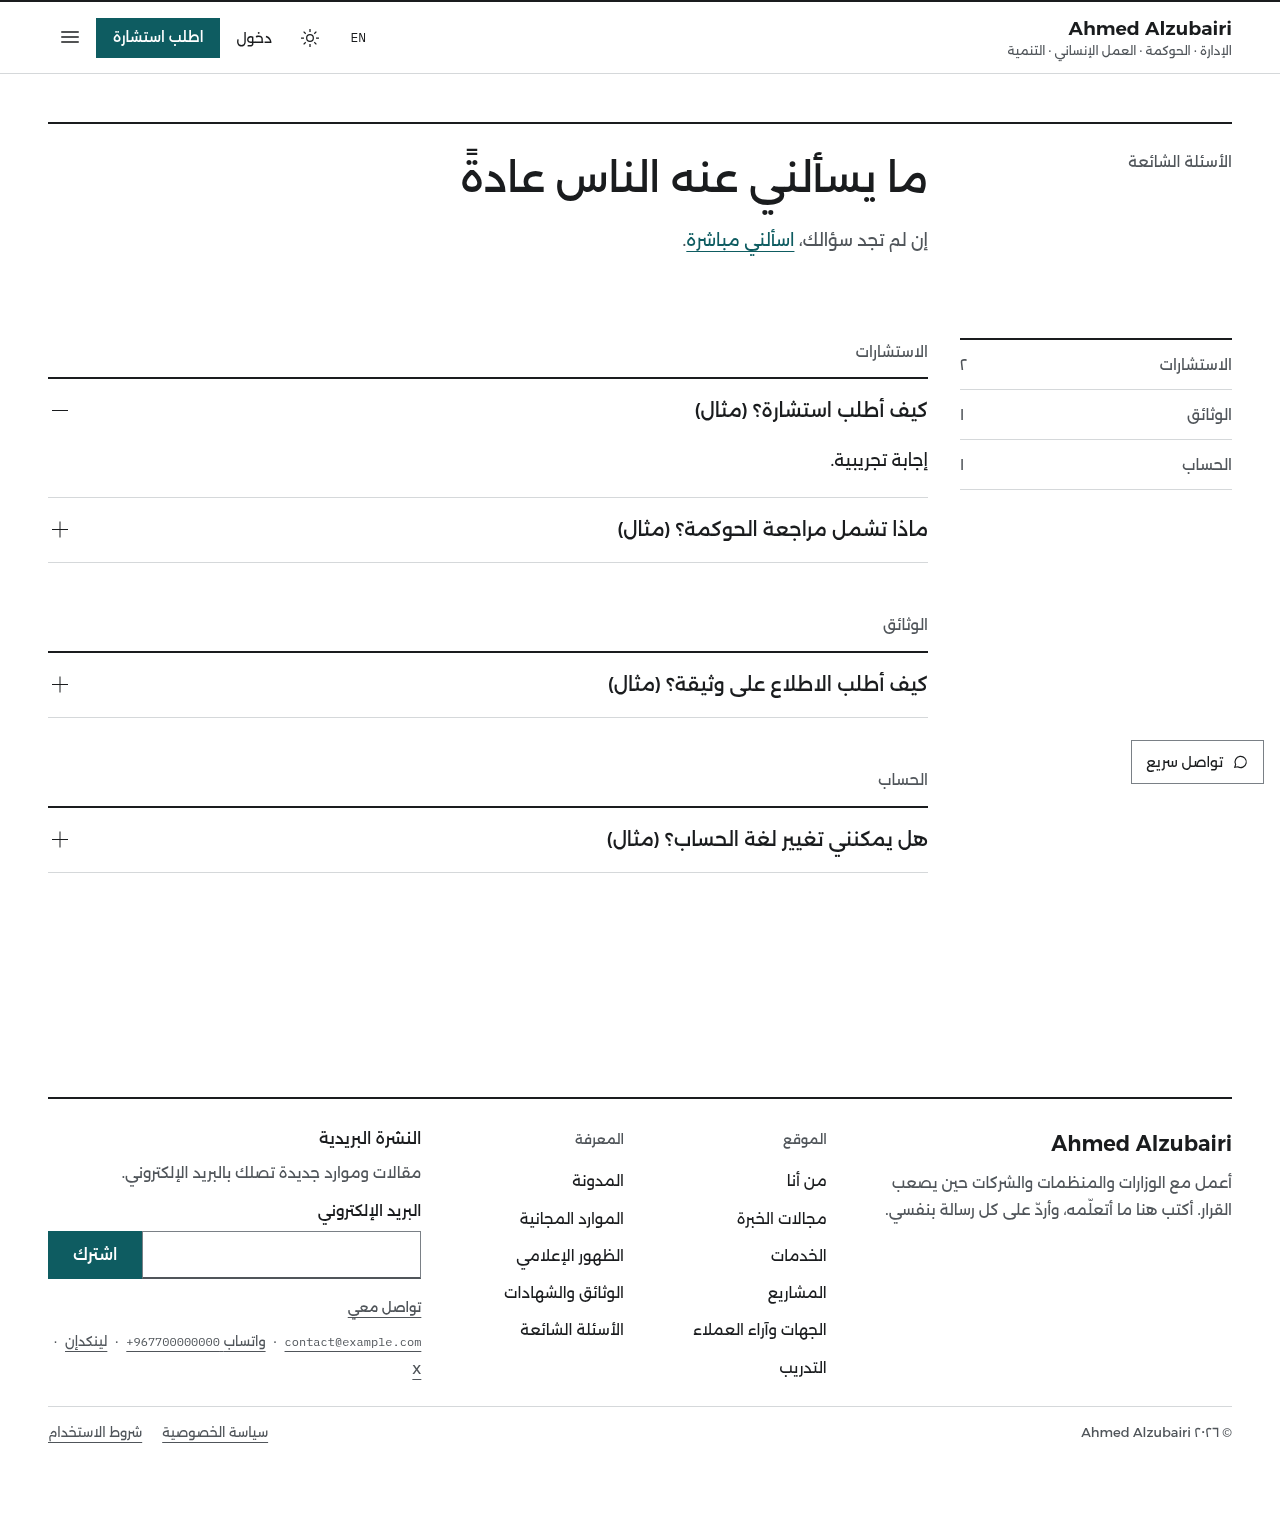 Ahmed Alzubairi
الإدارة · الحوكمة · العمل الإنساني · التنمية
EN
دخول
اطلب استشارة
الأسئلة الشائعة
ما يسألني عنه الناس عادةً
إن لم تجد سؤالك، اسألني مباشرة.
الاستشارات ٢
الوثائق ١
الحساب ١
الاستشارات
كيف أطلب استشارة؟ (مثال)
إجابة تجريبية.
ماذا تشمل مراجعة الحوكمة؟ (مثال)
الوثائق
كيف أطلب الاطلاع على وثيقة؟ (مثال)
الحساب
هل يمكنني تغيير لغة الحساب؟ (مثال)
تواصل سريع
Ahmed Alzubairi
أعمل مع الوزارات والمنظمات والشركات حين يصعب
القرار. أكتب هنا ما أتعلّمه، وأردّ على كل رسالة بنفسي.
الموقع
من أنا
مجالات الخبرة
الخدمات
المشاريع
الجهات وآراء العملاء
التدريب
المعرفة
المدونة
الموارد المجانية
الظهور الإعلامي
الوثائق والشهادات
الأسئلة الشائعة
النشرة البريدية
مقالات وموارد جديدة تصلك بالبريد الإلكتروني.
البريد الإلكتروني
اشترك
تواصل معي
contact@example.com · واتساب +967700000000 · لينكدإن ·
X
© ٢٠٢٦ Ahmed Alzubairi
سياسة الخصوصية
شروط الاستخدام